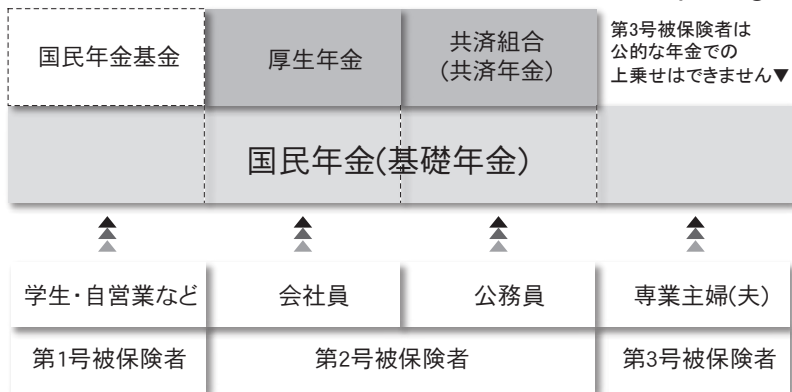 国民年金基金
厚生年金
共済組合
(共済年金)
第3号被保険者は
公的な年金での
上乗せはできません▼
国民年金(基礎年金)
学生・自営業など
会社員
公務員
専業主婦(夫)
第1号被保険者
第2号被保険者
第3号被保険者